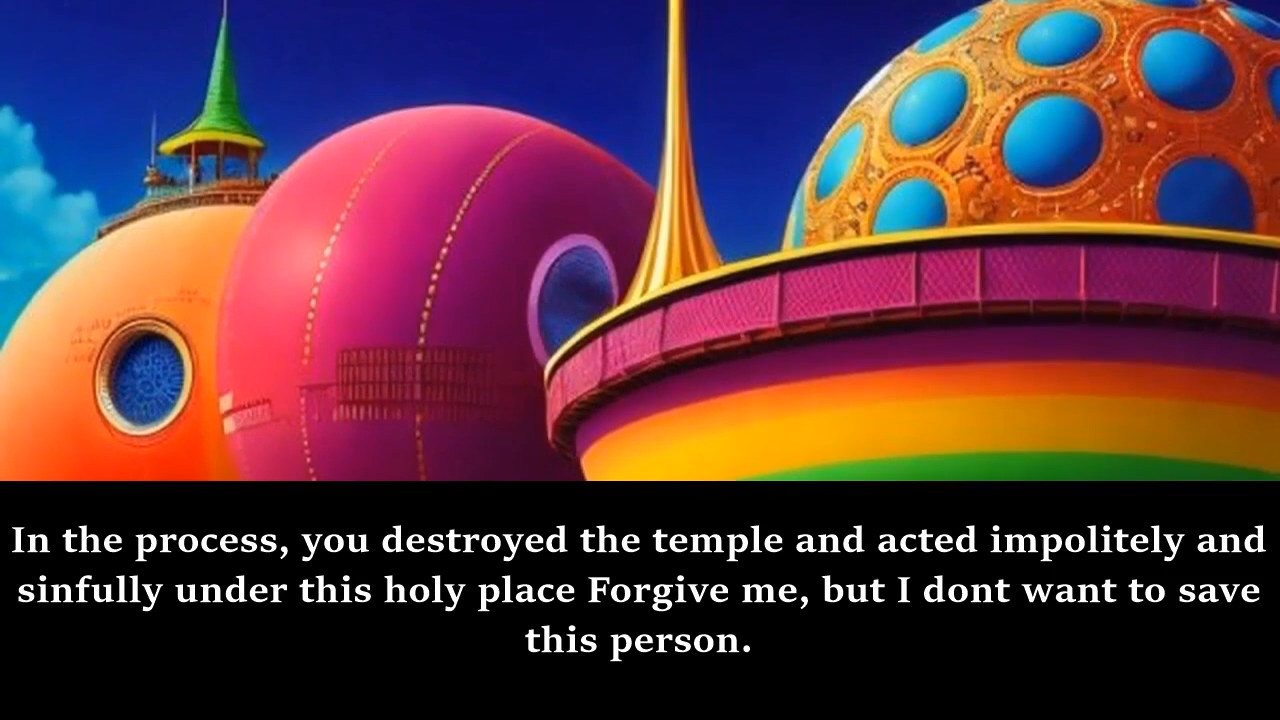 In the process, you destroyed the temple and acted impolitely and
sinfully under this holy place Forgive me, but I dont want to save
this person.